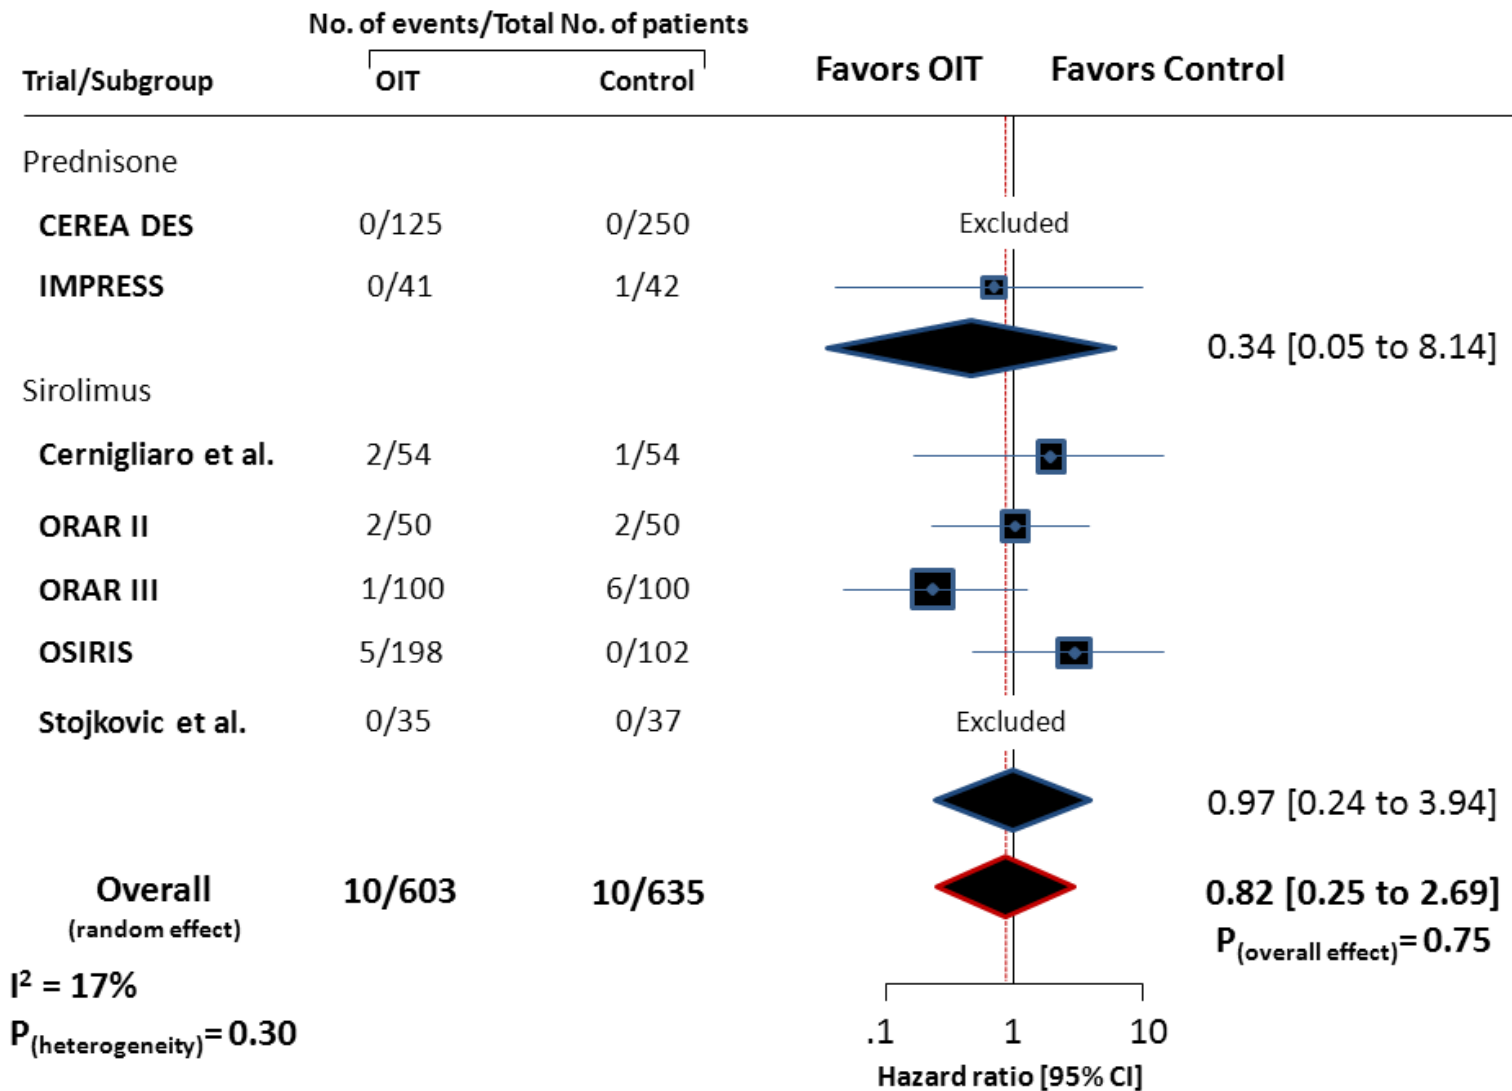 No. of events/Total No. of patients
Trial/Subgroup OIT Control Favors OIT Favors Control
Prednisone
CEREA DES 0/125 0/250 Excluded
IMPRESS 0/41 1/42
0.34 [0.05 to 8.14]
Sirolimus
Cernigliaro et al. 2/54 1/54
ORAR II 2/50 2/50
ORAR III 1/100 6/100
OSIRIS 5/198 0/102
Stojkovic et al. 0/35 0/37 Excluded
0.97 [0.24 to 3.94]
Overall 10/603 10/635 0.82 [0.25 to 2.69]
(random effect)
P(overall effect)= 0.75
I² = 17%
P(heterogeneity)= 0.30
.1 1 10
Hazard ratio [95% CI]